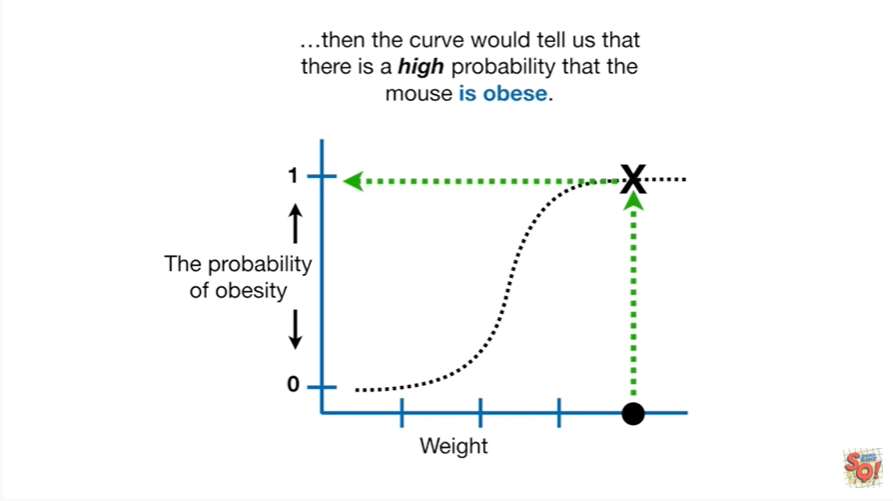 …then the curve would tell us that
there is a high probability that the
mouse is obese.
1
The probability
of obesity
0
Weight
SQ!